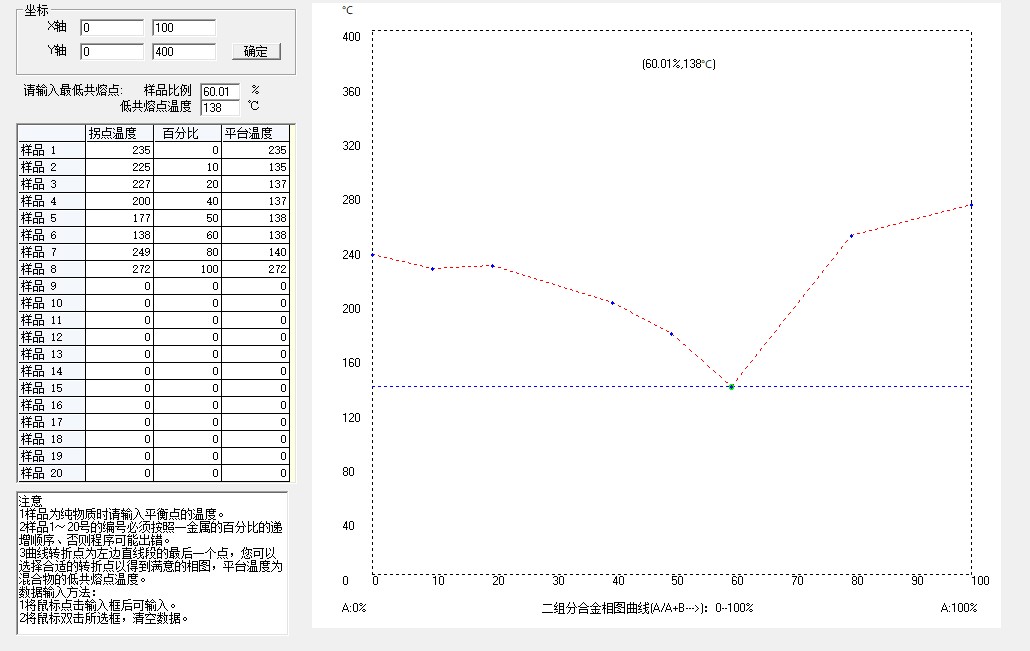 坐标
X轴 0 100
Y轴 0 400 确定
请输入最低共熔点: 样品比例 60.01 %
低共熔点温度 138 ℃
拐点温度 百分比 平台温度
样品 1 235 0 235
样品 2 225 10 135
样品 3 227 20 137
样品 4 200 40 137
样品 5 177 50 138
样品 6 138 60 138
样品 7 249 80 140
样品 8 272 100 272
样品 9 0 0 0
样品 10 0 0 0
样品 11 0 0 0
样品 12 0 0 0
样品 13 0 0 0
样品 14 0 0 0
样品 15 0 0 0
样品 16 0 0 0
样品 17 0 0 0
样品 18 0 0 0
样品 19 0 0 0
样品 20 0 0 0
注意
1样品为纯物质时请输入平衡点的温度。
2样品1～20号的编号必须按照一金属的百分比的递
增顺序、否则程序可能出错。
3曲线转折点为左边直线段的最后一个点，您可以
选择合适的转折点以得到满意的相图，平台温度为
混合物的低共熔点温度。
数据输入方法:
1将鼠标点击输入框后可输入。
2将鼠标双击所选框，清空数据。
℃
400
(60.01%,138℃)
360
320
280
240
200
160
120
80
40
0
0 10 20 30 40 50 60 70 80 90 100
A:0% 二组分合金相图曲线(A/A+B--->): 0--100% A:100%